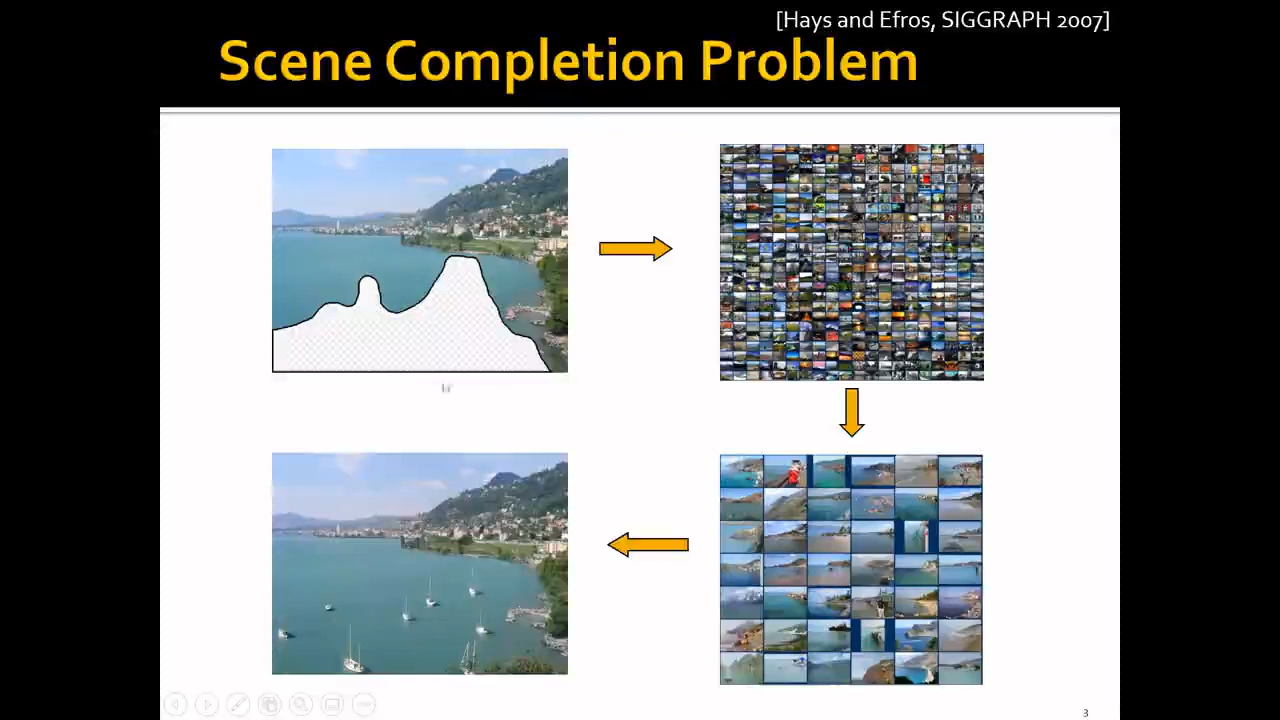 [Hays and Efros, SIGGRAPH 2007]
Scene Completion Problem
3